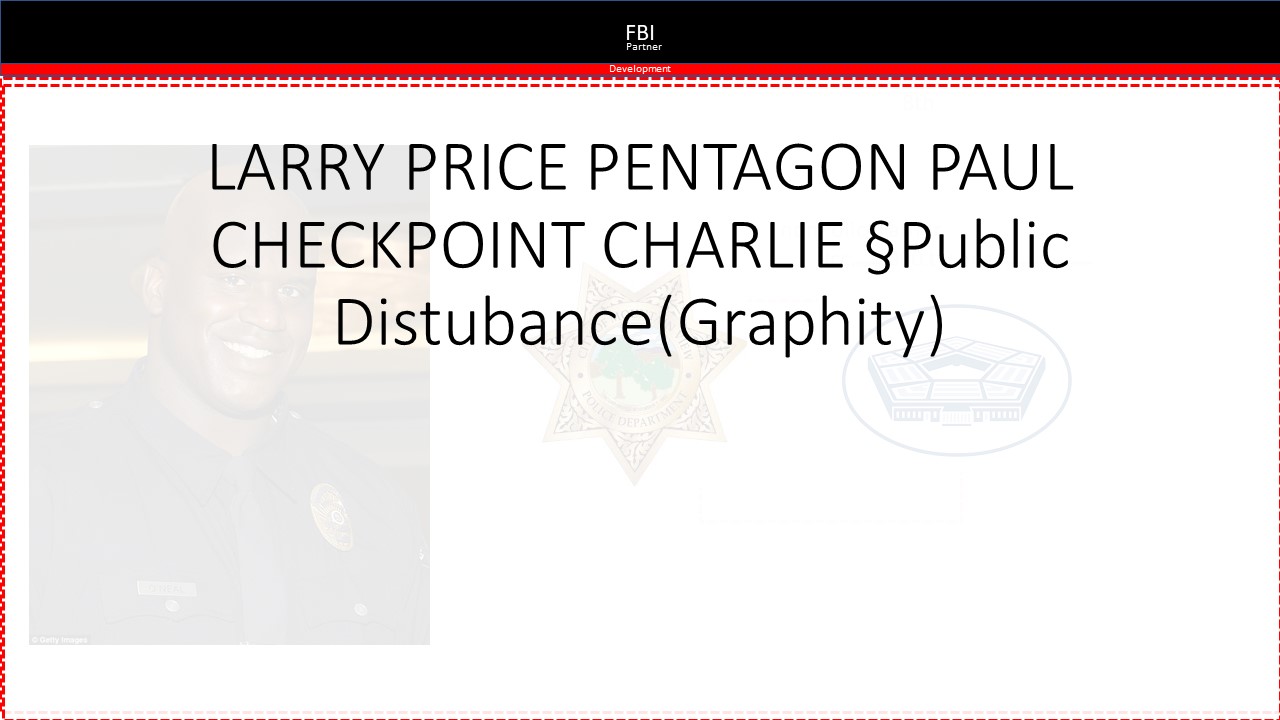 FBI
Partner
Development
LARRY PRICE PENTAGON PAUL
CHECKPOINT CHARLIE §Public
Distubance(Graphity)
POLICE DEPARTMENT
© Getty Images